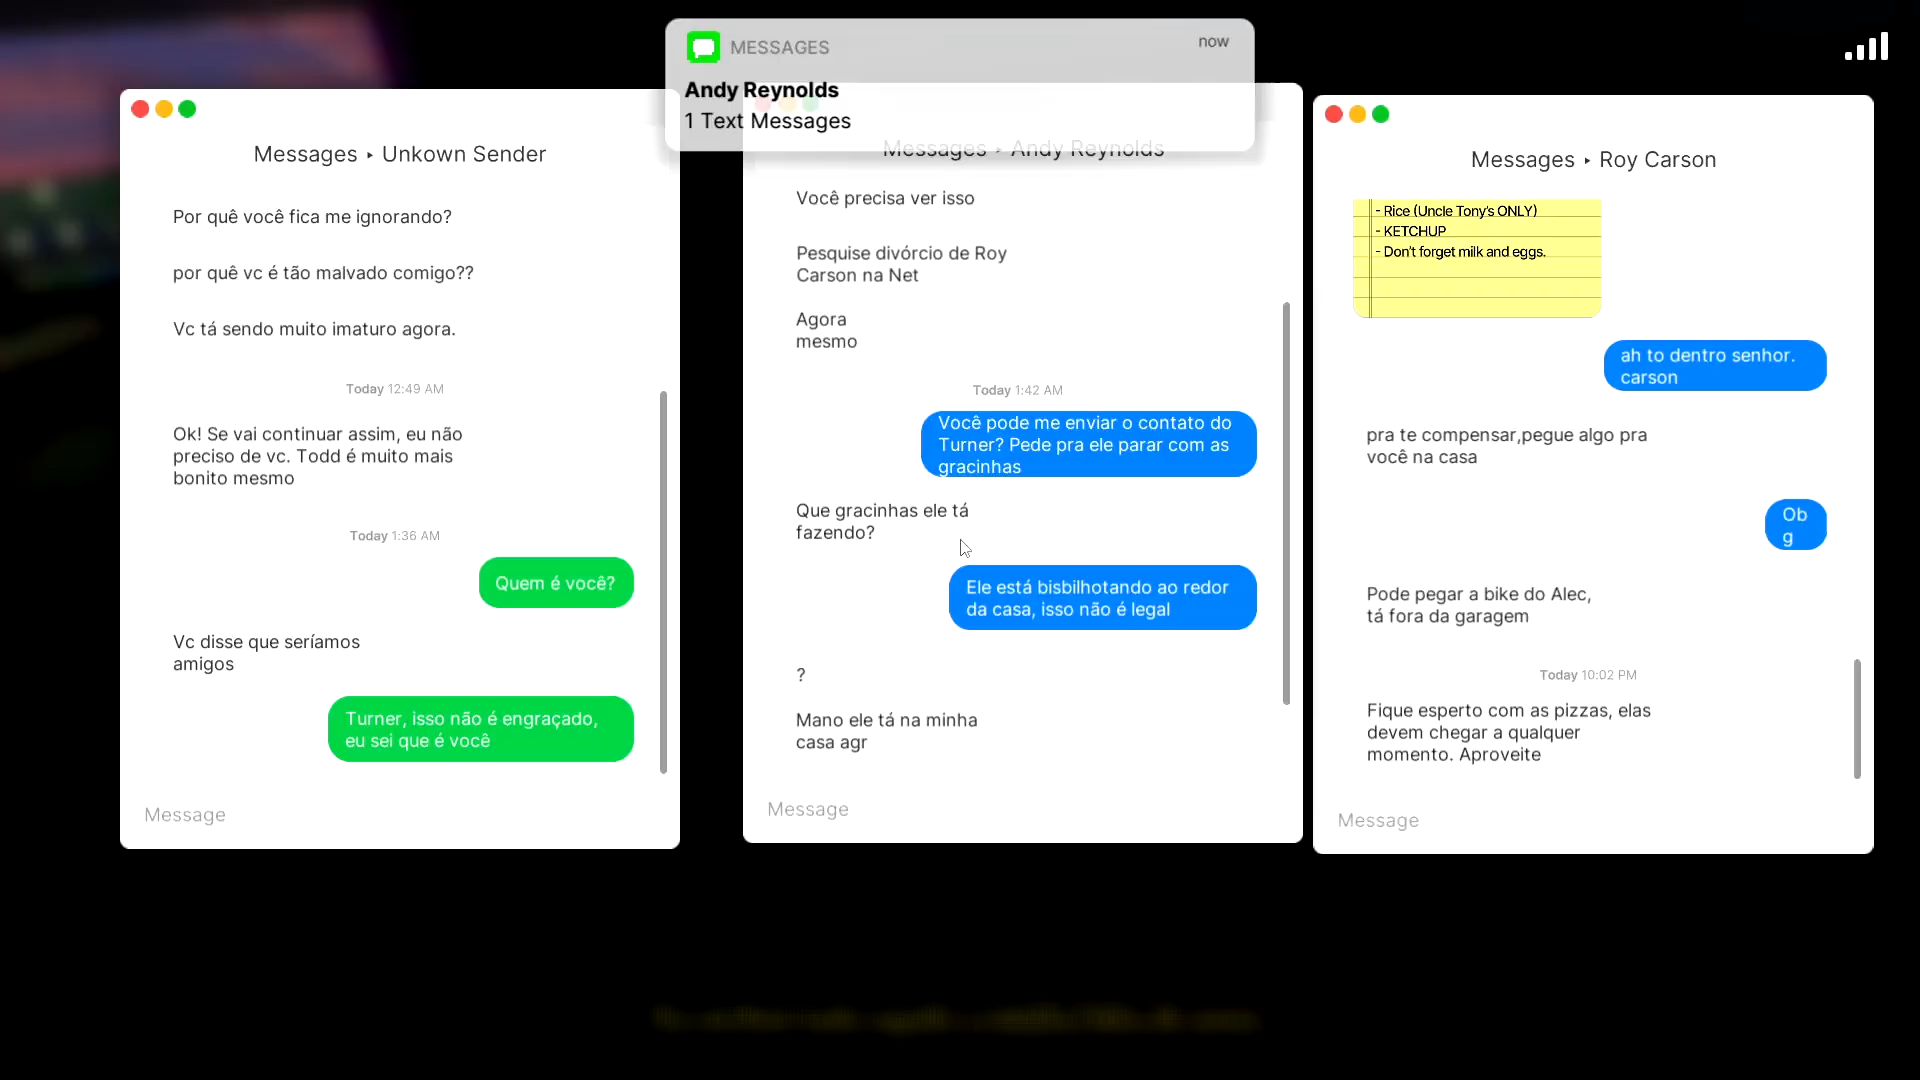 MESSAGES
now
Andy Reynolds
1 Text Messages
Messages ‣ Unkown Sender
Por quê você fica me ignorando?
por quê vc é tão malvado comigo??
Vc tá sendo muito imaturo agora.
Today 12:49 AM
Ok! Se vai continuar assim, eu não
preciso de vc. Todd é muito mais
bonito mesmo
Today 1:36 AM
Quem é você?
Vc disse que seríamos
amigos
Turner, isso não é engraçado,
eu sei que é você
Message
Messages ‣ Andy Reynolds
Você precisa ver isso
Pesquise divórcio de Roy
Carson na Net
Agora
mesmo
Today 1:42 AM
Você pode me enviar o contato do
Turner? Pede pra ele parar com as
gracinhas
Que gracinhas ele tá
fazendo?
Ele está bisbilhotando ao redor
da casa, isso não é legal
?
Mano ele tá na minha
casa agr
Message
Messages ‣ Roy Carson
- Rice (Uncle Tony's ONLY)
- KETCHUP
- Don't forget milk and eggs.
ah to dentro senhor.
carson
pra te compensar,pegue algo pra
você na casa
Ob
g
Pode pegar a bike do Alec,
tá fora da garagem
Today 10:02 PM
Fique esperto com as pizzas, elas
devem chegar a qualquer
momento. Aproveite
Message